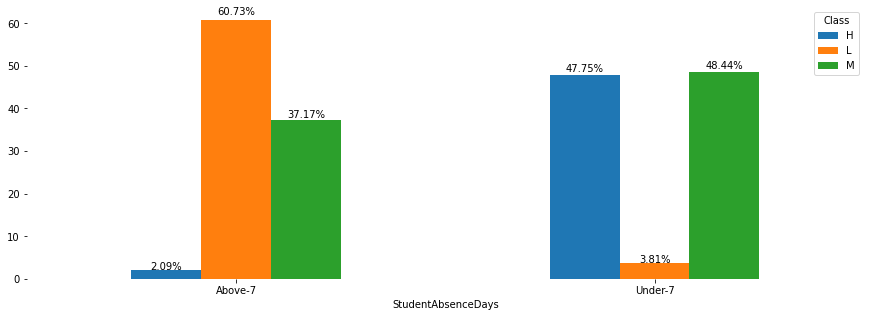 60.73%
60
50
40
30
20
10
0
37.17%
2.09%
47.75%
48.44%
3.81%
Class
H
L
M
Above-7
Under-7
StudentAbsenceDays